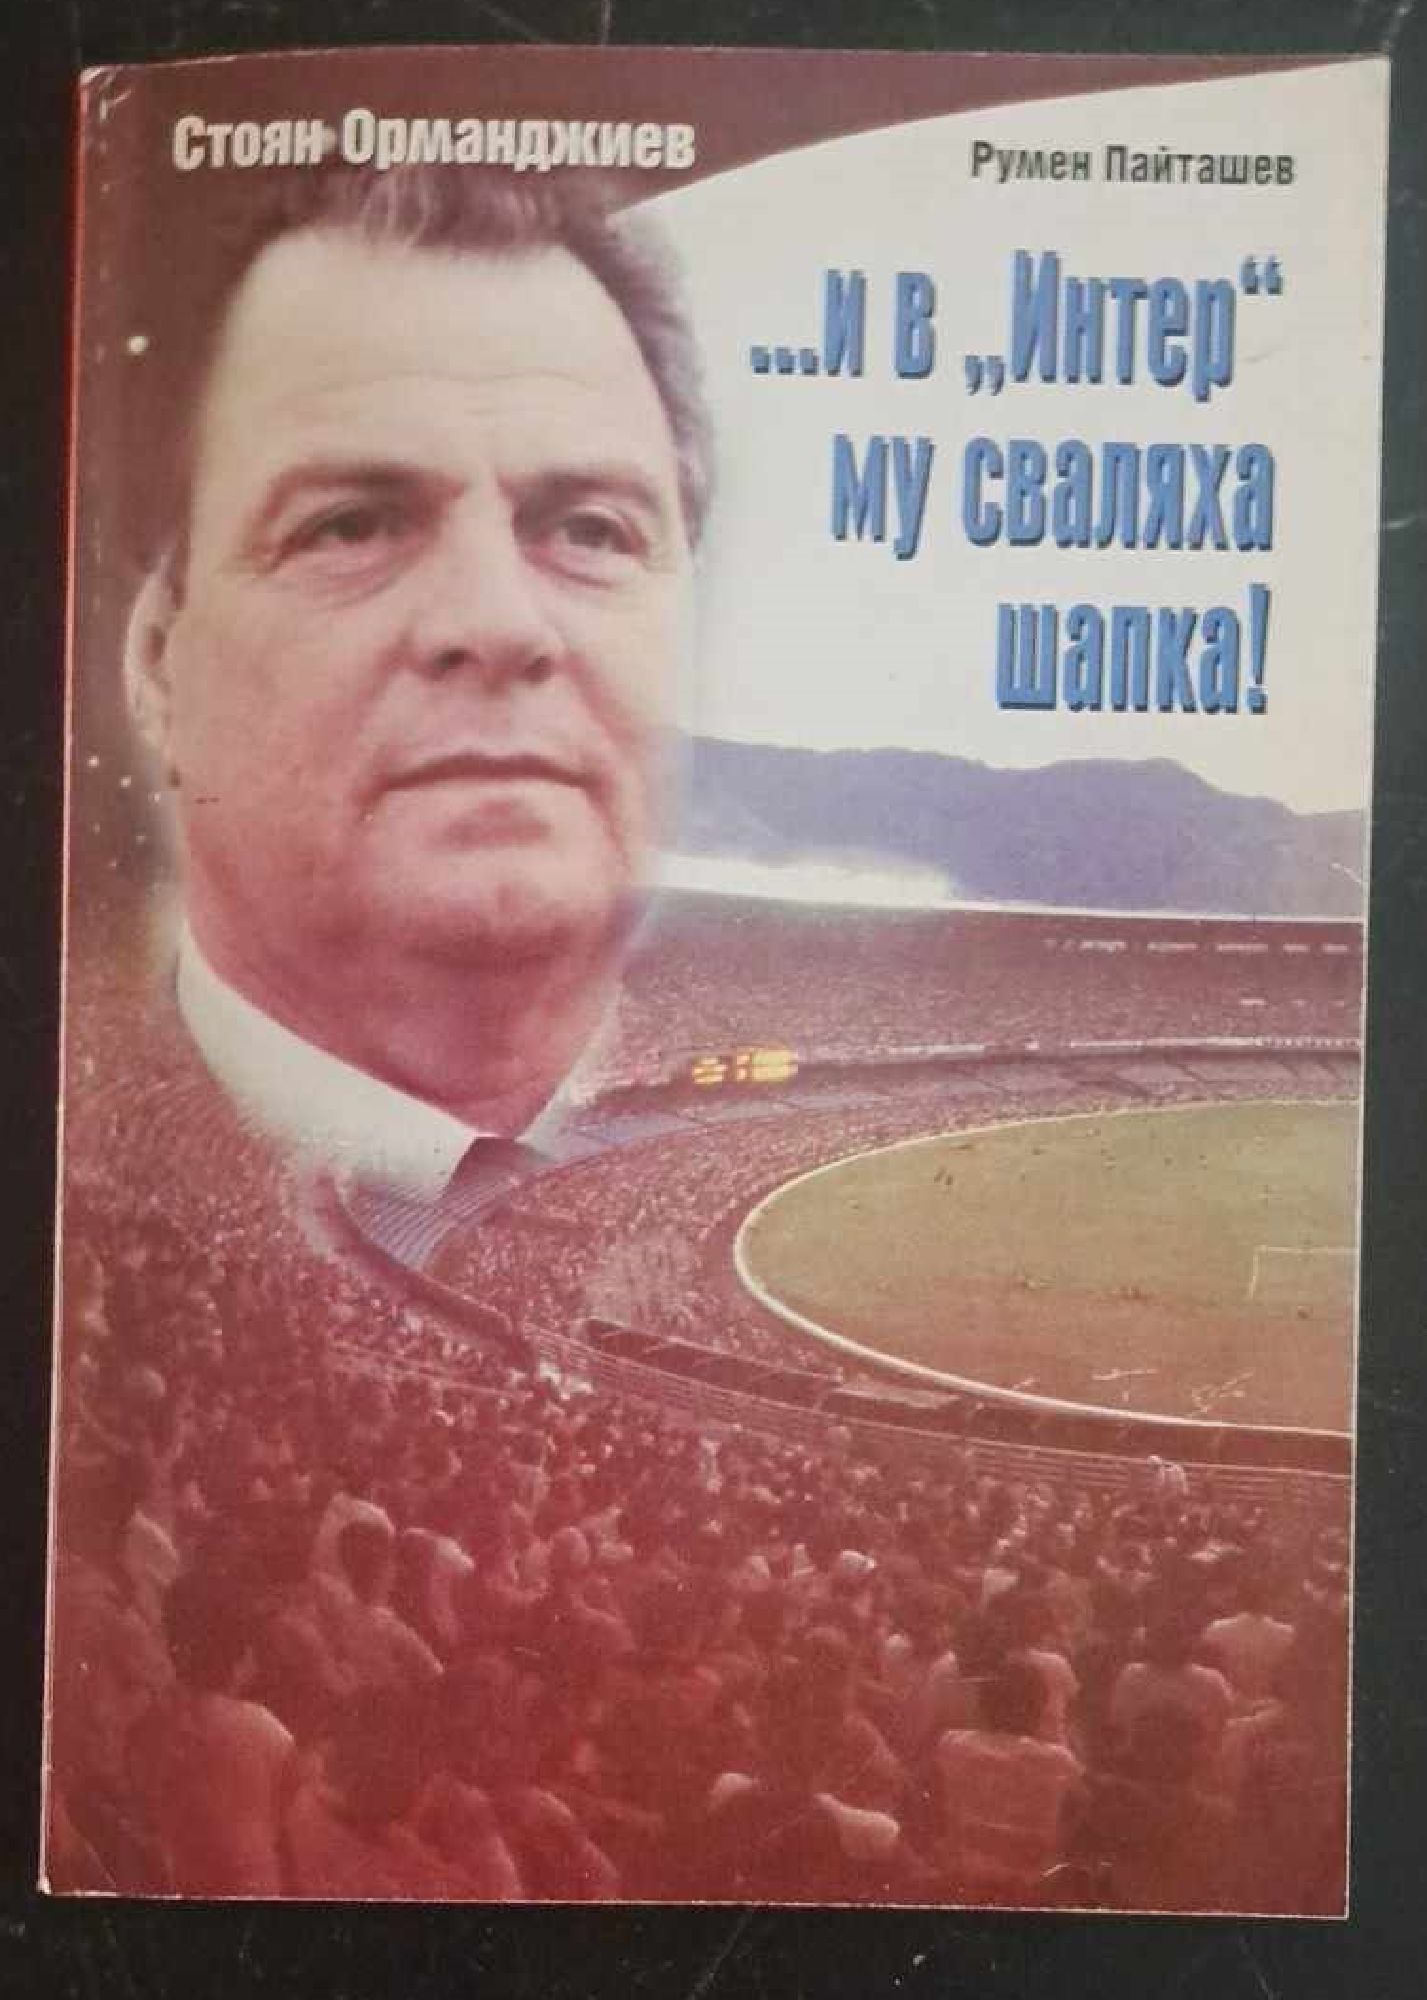 Стоян Орманджиев
Румен Пайташев
...и в „Интер“
му сваляха
шапка!